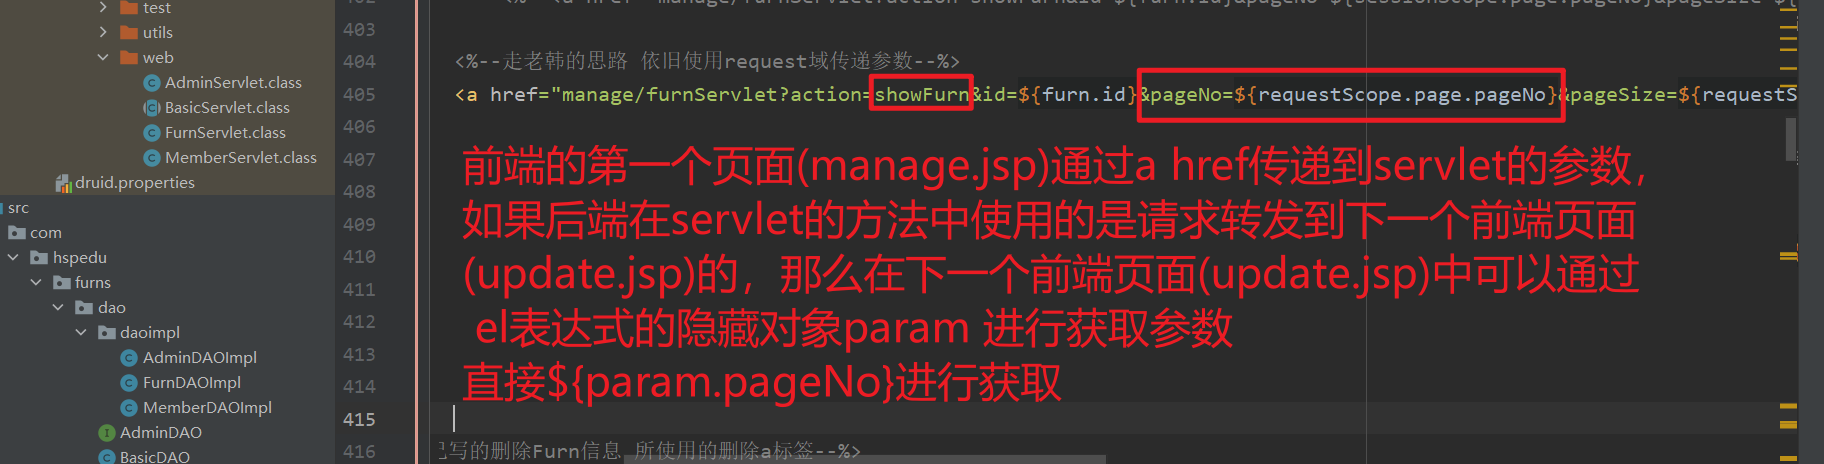 test
utils
web
AdminServlet.class
BasicServlet.class
FurnServlet.class
MemberServlet.class
druid.properties
src
com
hspedu
furns
dao
daoimpl
AdminDAOImpl
FurnDAOImpl
MemberDAOImpl
AdminDAO
BasicDAO
403
404 <%--走老韩的思路 依旧使用request域传递参数--%>
405 <a href="manage/furnServlet?action=showFurn&id=${furn.id}&pageNo=${requestScope.page.pageNo}&pageSize=${requestS
406
407
408
409
410
411
412
413
414
415
416 写的删除Furn信息 所使用的删除a标签--%>
前端的第一个页面(manage.jsp)通过a href传递到servlet的参数,
如果后端在servlet的方法中使用的是请求转发到下一个前端页面
(update.jsp)的，那么在下一个前端页面(update.jsp)中可以通过
el表达式的隐藏对象param 进行获取参数
直接${param.pageNo}进行获取